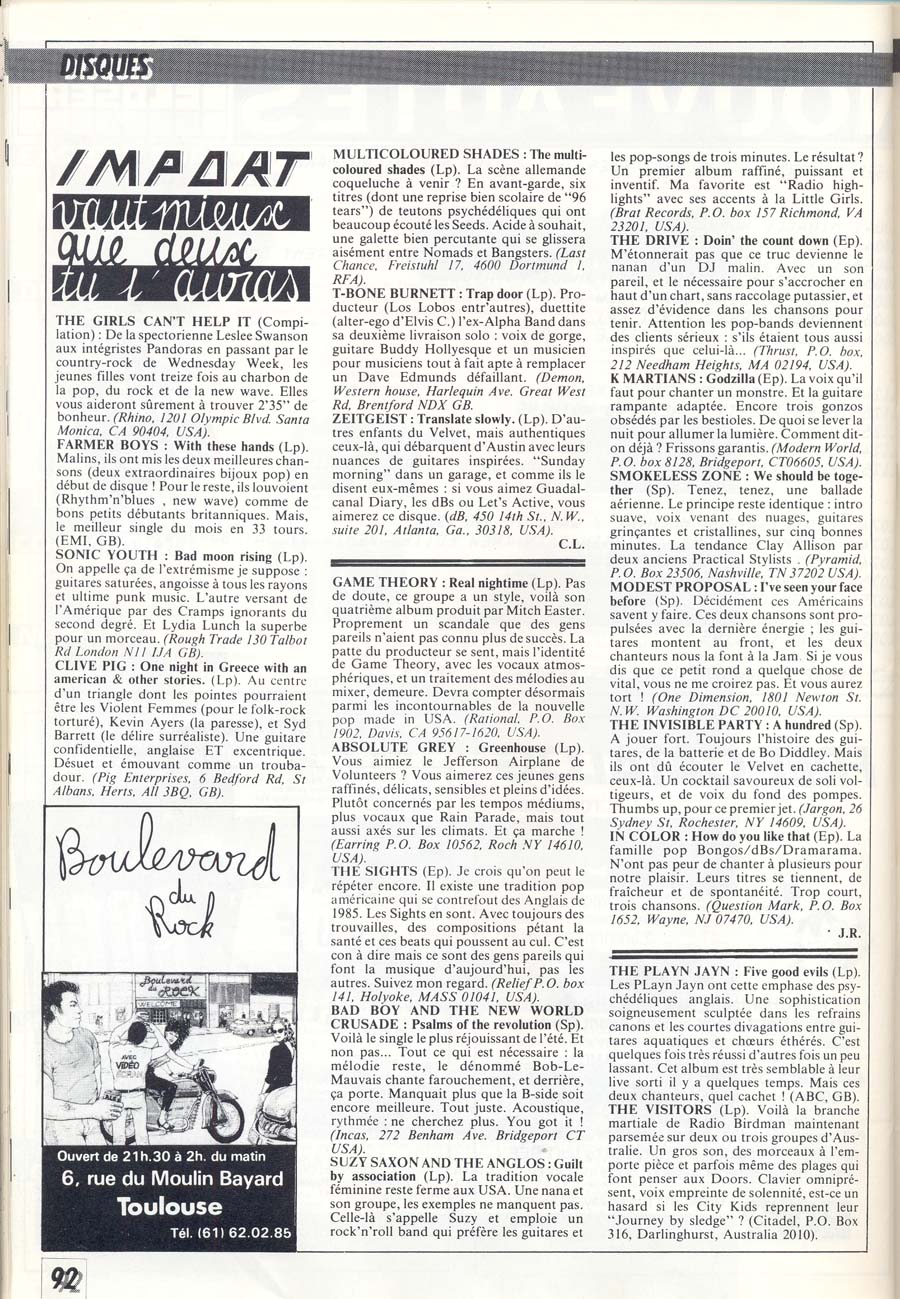 DISQUES
IMPORT
vaut mieux
que deux
tu l'auras
THE GIRLS CAN'T HELP IT (Compi-
lation) : De la spectorienne Leslee Swanson
aux intégristes Pandoras en passant par le
country-rock de Wednesday Week, les
jeunes filles vont treize fois au charbon de
la pop, du rock et de la new wave. Elles
vous aideront sûrement à trouver 2'35" de
bonheur. (Rhino, 1201 Olympic Blvd. Santa
Monica, CA 90404, USA).
FARMER BOYS : With these hands (Lp).
Malins, ils ont mis les deux meilleures chan-
sons (deux extraordinaires bijoux pop) en
début de disque ! Pour le reste, ils louvoient
(Rhythm'n'blues , new wave) comme de
bons petits débutants britanniques. Mais,
le meilleur single du mois en 33 tours.
(EMI, GB).
SONIC YOUTH : Bad moon rising (Lp).
On appelle ça de l'extrémisme je suppose :
guitares saturées, angoisse à tous les rayons
et ultime punk music. L'autre versant de
l'Amérique par des Cramps ignorants du
second degré. Et Lydia Lunch la superbe
pour un morceau. (Rough Trade 130 Talbot
Rd London N11 IJA GB).
CLIVE PIG : One night in Greece with an
american & other stories. (Lp). Au centre
d'un triangle dont les pointes pourraient
être les Violent Femmes (pour le folk-rock
torturé), Kevin Ayers (la paresse), et Syd
Barrett (le délire surréaliste). Une guitare
confidentielle, anglaise ET excentrique.
Désuet et émouvant comme un trouba-
dour. (Pig Enterprises, 6 Bedford Rd, St
Albans, Herts, All 3BQ, GB).
Boulevard
du
Rock
Boulevard
du ROCK
WELCOME
AVEC
VIDÉO
ÉCRAN
Ouvert de 21h.30 à 2h. du matin
6, rue du Moulin Bayard
Toulouse
Tél. (61) 62.02.85
MULTICOLOURED SHADES : The multi-
coloured shades (Lp). La scène allemande
coqueluche à venir ? En avant-garde, six
titres (dont une reprise bien scolaire de "96
tears") de teutons psychédéliques qui ont
beaucoup écouté les Seeds. Acide à souhait,
une galette bien percutante qui se glissera
aisément entre Nomads et Bangsters. (Last
Chance, Freistuhl 17, 4600 Dortmund 1,
RFA).
T-BONE BURNETT : Trap door (Lp). Pro-
ducteur (Los Lobos entr'autres), duettite
(alter-ego d'Elvis C.) l'ex-Alpha Band dans
sa deuxième livraison solo : voix de gorge,
guitare Buddy Hollyesque et un musicien
pour musiciens tout à fait apte à remplacer
un Dave Edmunds défaillant. (Demon,
Western house, Harlequin Ave. Great West
Rd, Brentford NDX GB.
ZEITGEIST : Translate slowly. (Lp). D'au-
tres enfants du Velvet, mais authentiques
ceux-là, qui débarquent d'Austin avec leurs
nuances de guitares inspirées. "Sunday
morning" dans un garage, et comme ils le
disent eux-mêmes : si vous aimez Guadal-
canal Diary, les dBs ou Let's Active, vous
aimerez ce disque. (dB, 450 14th St., N.W.,
suite 201, Atlanta, Ga., 30318, USA).
C.L.
GAME THEORY : Real nightime (Lp). Pas
de doute, ce groupe a un style, voilà son
quatrième album produit par Mitch Easter.
Proprement un scandale que des gens
pareils n'aient pas connu plus de succès. La
patte du producteur se sent, mais l'identité
de Game Theory, avec les vocaux atmos-
phériques, et un traitement des mélodies au
mixer, demeure. Devra compter désormais
parmi les incontournables de la nouvelle
pop made in USA. (Rational, P.O. Box
1902, Davis, CA 95617-1620, USA).
ABSOLUTE GREY : Greenhouse (Lp).
Vous aimiez le Jefferson Airplane de
Volunteers ? Vous aimerez ces jeunes gens
raffinés, délicats, sensibles et pleins d'idées.
Plutôt concernés par les tempos médiums,
plus vocaux que Rain Parade, mais tout
aussi axés sur les climats. Et ça marche !
(Earring P.O. Box 10562, Roch NY 14610,
USA).
THE SIGHTS (Ep). Je crois qu'on peut le
répéter encore. Il existe une tradition pop
américaine qui se contrefout des Anglais de
1985. Les Sights en sont. Avec toujours des
trouvailles, des compositions pétant la
santé et ces beats qui poussent au cul. C'est
con à dire mais ce sont des gens pareils qui
font la musique d'aujourd'hui, pas les
autres. Suivez mon regard. (Relief P.O. box
141, Holyoke, MASS 01041, USA).
BAD BOY AND THE NEW WORLD
CRUSADE : Psalms of the revolution (Sp).
Voilà le single le plus réjouissant de l'été. Et
non pas... Tout ce qui est nécessaire : la
mélodie reste, le dénommé Bob-Le-
Mauvais chante farouchement, et derrière,
ça porte. Manquait plus que la B-side soit
encore meilleure. Tout juste. Acoustique,
rythmée : ne cherchez plus. You got it !
(Incas, 272 Benham Ave. Bridgeport CT
USA).
SUZY SAXON AND THE ANGLOS : Guilt
by association (Lp). La tradition vocale
féminine reste ferme aux USA. Une nana et
son groupe, les exemples ne manquent pas.
Celle-là s'appelle Suzy et emploie un
rock'n'roll band qui préfère les guitares et
les pop-songs de trois minutes. Le résultat ?
Un premier album raffiné, puissant et
inventif. Ma favorite est "Radio high-
lights" avec ses accents à la Little Girls.
(Brat Records, P.O. box 157 Richmond, VA
23201, USA).
THE DRIVE : Doin' the count down (Ep).
M'étonnerait pas que ce truc devienne le
nanan d'un DJ malin. Avec un son
pareil, et le nécessaire pour s'accrocher en
haut d'un chart, sans raccolage putassier, et
assez d'évidence dans les chansons pour
tenir. Attention les pop-bands deviennent
des clients sérieux : s'ils étaient tous aussi
inspirés que celui-là... (Thrust, P.O. box,
212 Needham Heights, MA 02194, USA).
K MARTIANS : Godzilla (Ep). La voix qu'il
faut pour chanter un monstre. Et la guitare
rampante adaptée. Encore trois gonzos
obsédés par les bestioles. De quoi se lever la
nuit pour allumer la lumière. Comment dit-
on déjà ? Frissons garantis. (Modern World,
P.O. box 8128, Bridgeport, CT06605, USA).
SMOKELESS ZONE : We should be toge-
ther (Sp). Tenez, tenez, une ballade
aérienne. Le principe reste identique : intro
suave, voix venant des nuages, guitares
grinçantes et cristallines, sur cinq bonnes
minutes. La tendance Clay Allison par
deux anciens Practical Stylists . (Pyramid,
P.O. Box 23506, Nashville, TN 37202 USA).
MODEST PROPOSAL : I've seen your face
before (Sp). Décidément ces Américains
savent y faire. Ces deux chansons sont pro-
pulsées avec la dernière énergie ; les gui-
tares montent au front, et les deux
chanteurs nous la font à la Jam. Si je vous
dis que ce petit rond a quelque chose de
vital, vous ne me croirez pas. Et vous aurez
tort ! (One Dimension, 1801 Newton St.
N.W. Washington DC 20010, USA).
THE INVISIBLE PARTY : A hundred (Sp).
A jouer fort. Toujours l'histoire des gui-
tares, de la batterie et de Bo Diddley. Mais
ils ont dû écouter le Velvet en cachette,
ceux-là. Un cocktail savoureux de soli vol-
tigeurs, et de voix du fond des pompes.
Thumbs up, pour ce premier jet. (Jargon, 26
Sydney St, Rochester, NY 14609, USA).
IN COLOR : How do you like that (Ep). La
famille pop Bongos/dBs/Dramarama.
N'ont pas peur de chanter à plusieurs pour
notre plaisir. Leurs titres se tiennent, de
fraîcheur et de spontanéité. Trop court,
trois chansons. (Question Mark, P.O. Box
1652, Wayne, NJ 07470, USA).
J.R.
THE PLAYN JAYN : Five good evils (Lp).
Les PLayn Jayn ont cette emphase des psy-
chédéliques anglais. Une sophistication
soigneusement sculptée dans les refrains
canons et les courtes divagations entre gui-
tares aquatiques et chœurs éthérés. C'est
quelques fois très réussi d'autres fois un peu
lassant. Cet album est très semblable à leur
live sorti il y a quelques temps. Mais ces
deux chanteurs, quel cachet ! (ABC, GB).
THE VISITORS (Lp). Voilà la branche
martiale de Radio Birdman maintenant
parsemée sur deux ou trois groupes d'Aus-
tralie. Un gros son, des morceaux à l'em-
porte pièce et parfois même des plages qui
font penser aux Doors. Clavier omnipré-
sent, voix empreinte de solennité, est-ce un
hasard si les City Kids reprennent leur
"Journey by sledge" ? (Citadel, P.O. Box
316, Darlinghurst, Australia 2010).
92